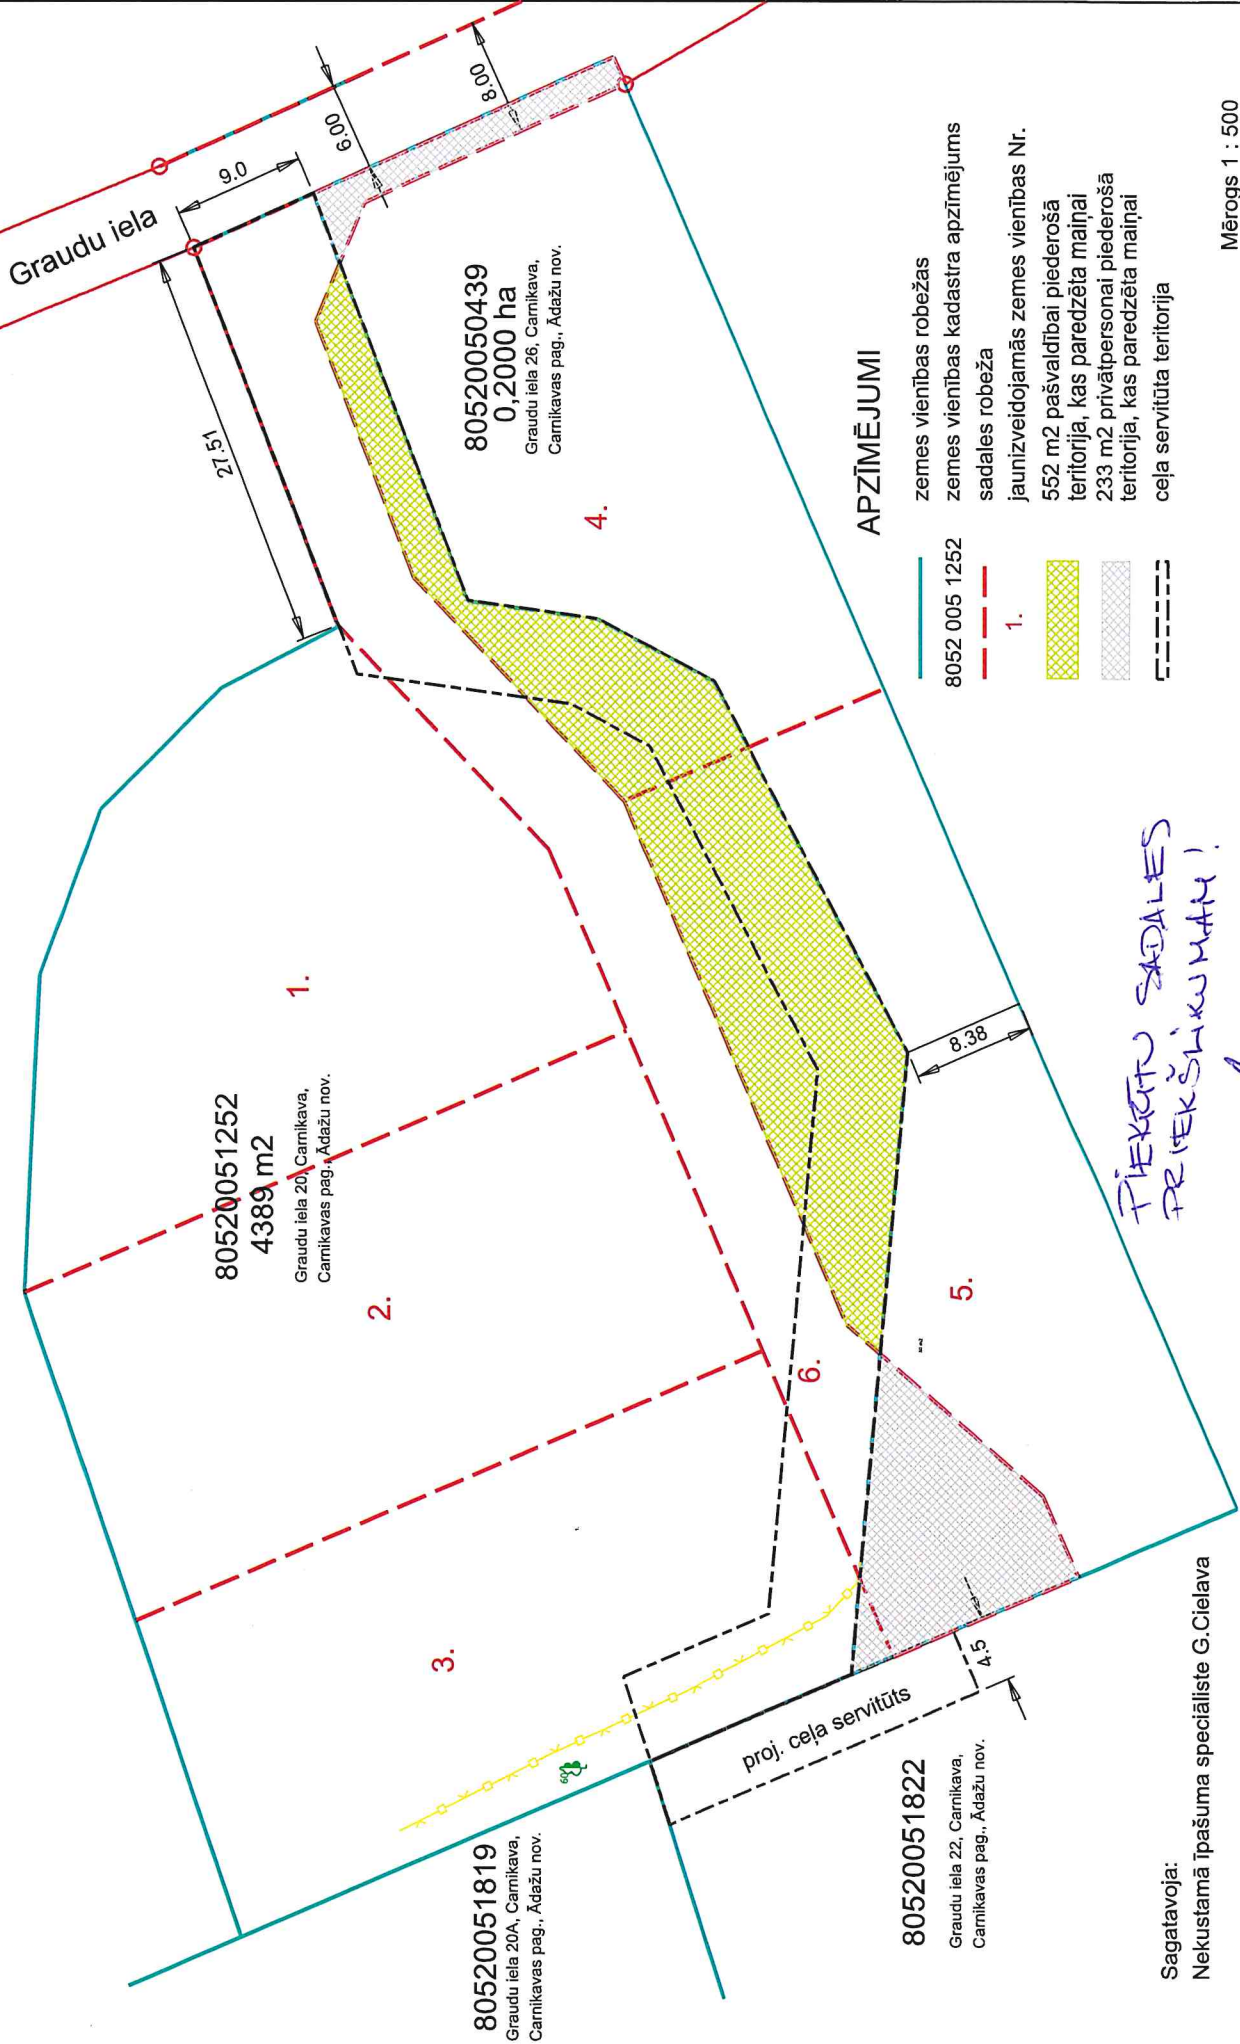 Graudu iela
9.0
6.00
8.00
27.51
80520050439
0,2000 ha
Graudu iela 26, Carnikava,
Carnikavas pag., Ādažu nov.
4.
1.
80520051252
4389 m2
Graudu iela 20, Carnikava,
Carnikavas pag., Ādažu nov.
2.
3.
6.
5.
8.38
4.5
proj. ceļa servitūts
60
80520051819
Graudu iela 20A, Carnikava,
Carnikavas pag., Ādažu nov.
80520051822
Graudu iela 22, Carnikava,
Carnikavas pag., Ādažu nov.
APZĪMĒJUMI
zemes vienības robežas
8052 005 1252 zemes vienības kadastra apzīmējums
sadales robeža
1. jaunizveidojamās zemes vienības Nr.
552 m2 pašvaldībai piederošā
teritorija, kas paredzēta maiņai
233 m2 privātpersonai piederošā
teritorija, kas paredzēta maiņai
ceļa servitūta teritorija
Mērogs 1 : 500
PIEKRĪTU SADALES
PRIEKŠLIKUMAM!
Sagatavoja:
Nekustamā īpašuma speciāliste G.Cielava